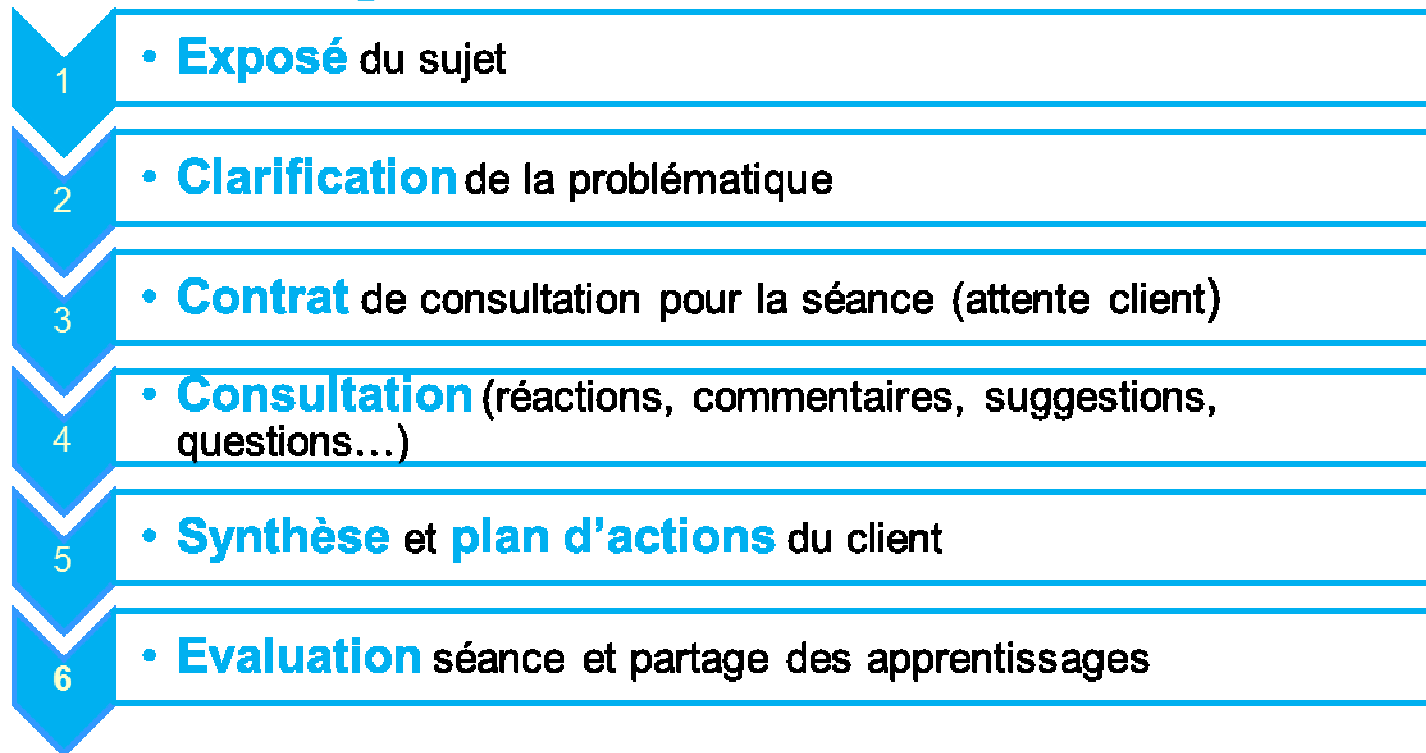 1
• Exposé du sujet
2
• Clarification de la problématique
3
• Contrat de consultation pour la séance (attente client)
4
• Consultation (réactions, commentaires, suggestions,
questions…)
5
• Synthèse et plan d’actions du client
6
• Evaluation séance et partage des apprentissages